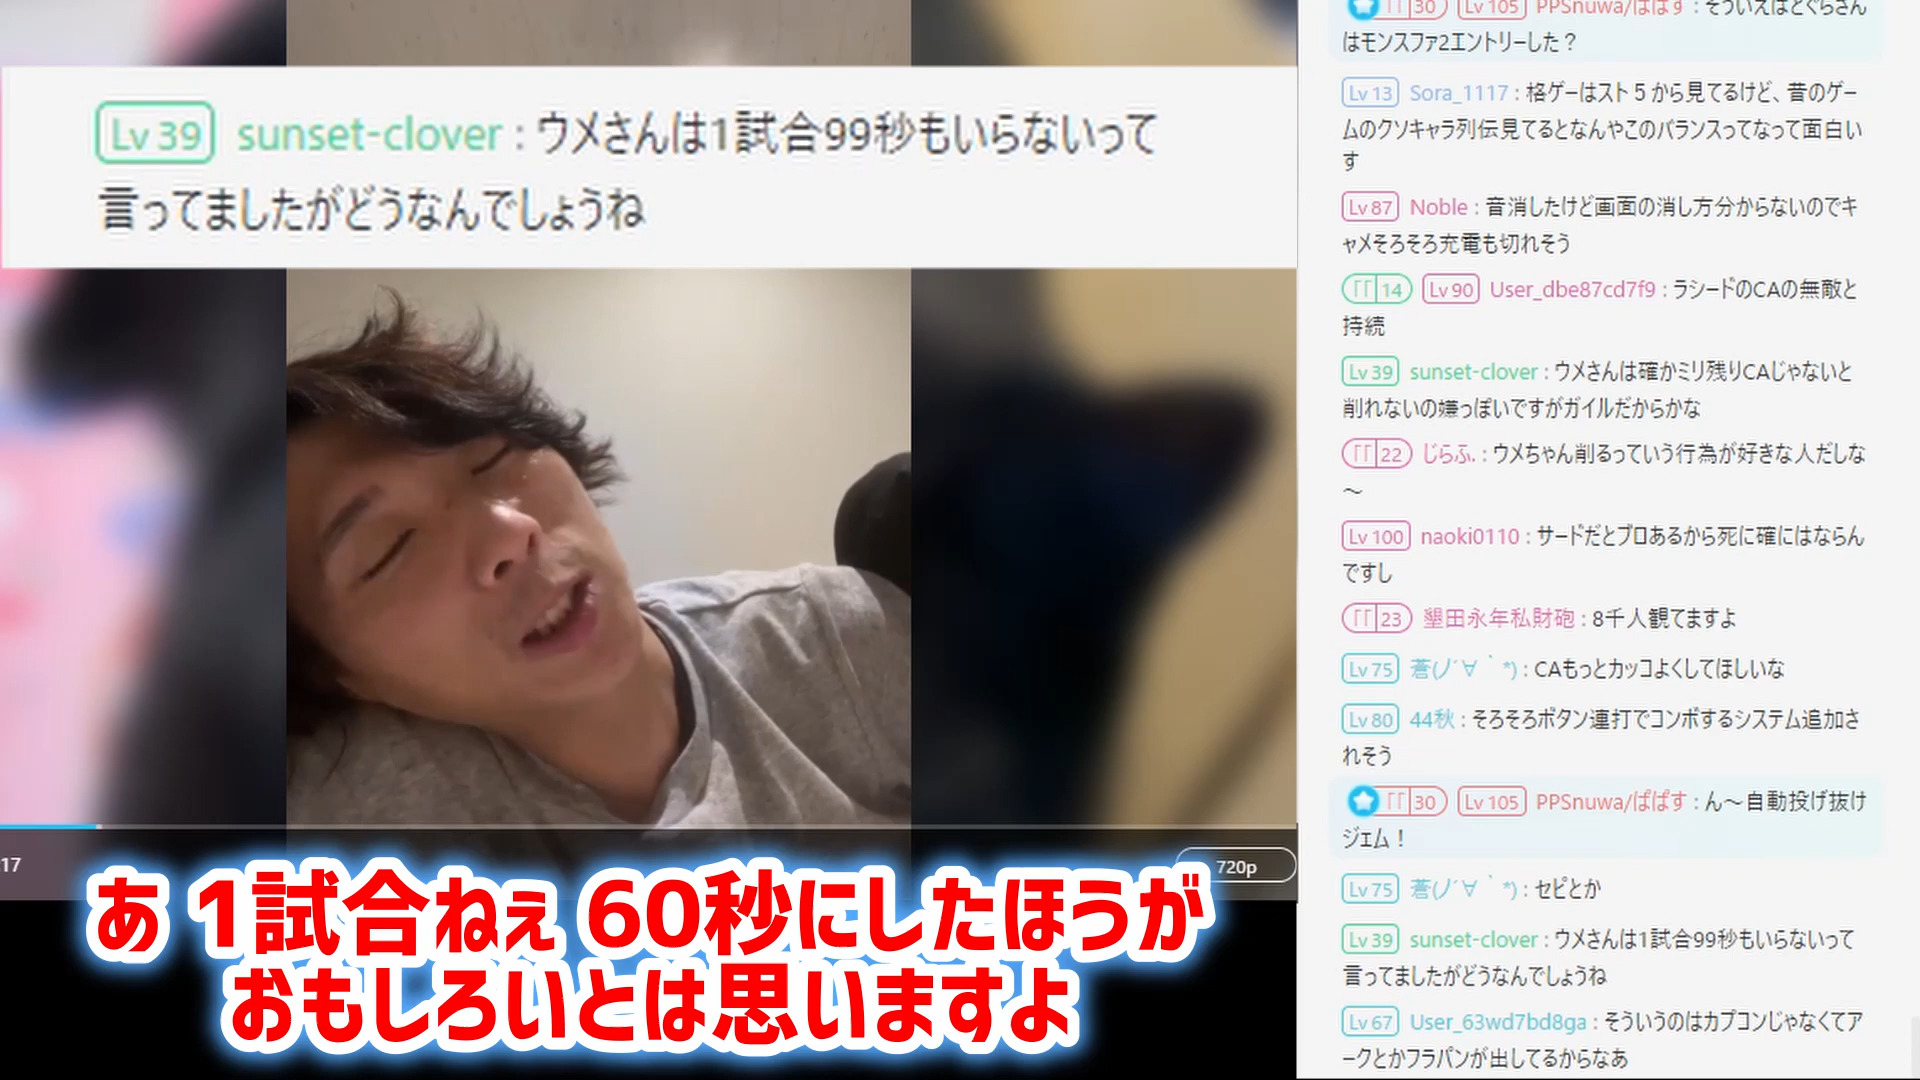 Lv 39 sunset-clover : ウメさんは1試合99秒もいらないって
言ってましたがどうなんでしょうね
17
720p
あ 1試合ねぇ 60秒にしたほうが
おもしろいとは思いますよ
30 Lv 105 PPSnuwa/ぱぱす : そういえばどぐらさん
はモンスファ2エントリーした？
Lv 13 Sora_1117 : 格ゲーはスト５から見てるけど、昔のゲー
ムのクソキャラ列伝見てるとなんやこのバランスってなって面白い
す
Lv 87 Noble : 音消したけど画面の消し方分からないのでキ
ャメそろそろ充電も切れそう
14 Lv 90 User_dbe87cd7f9 : ラシードのCAの無敵と
持続
Lv 39 sunset-clover : ウメさんは確かミリ残りCAじゃないと
削れないの嫌っぽいですがガイルだからかな
22 じらふ. : ウメちゃん削るっていう行為が好きな人だしな
～
Lv 100 naoki0110 : サードだとブロあるから死に確にはならん
ですし
23 墾田永年私財砲 : 8千人観てますよ
Lv 75 蒼(ノ´∀｀*) : CAもっとカッコよくしてほしいな
Lv 80 44秋 : そろそろボタン連打でコンボするシステム追加さ
れそう
30 Lv 105 PPSnuwa/ぱぱす : ん～自動投げ抜け
ジェム！
Lv 75 蒼(ノ´∀｀*) : セビとか
Lv 39 sunset-clover : ウメさんは1試合99秒もいらないって
言ってましたがどうなんでしょうね
Lv 67 User_63wd7bd8ga : そういうのはカプコンじゃなくてア
ークとかフラパンが出してるからなあ